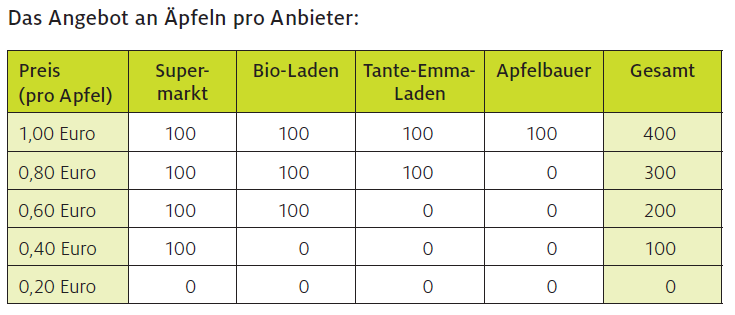 Das Angebot an Äpfeln pro Anbieter:
Preis (pro Apfel) Super-markt Bio-Laden Tante-Emma-Laden Apfelbauer Gesamt
1,00 Euro 100 100 100 100 400
0,80 Euro 100 100 100 0 300
0,60 Euro 100 100 0 0 200
0,40 Euro 100 0 0 0 100
0,20 Euro 0 0 0 0 0